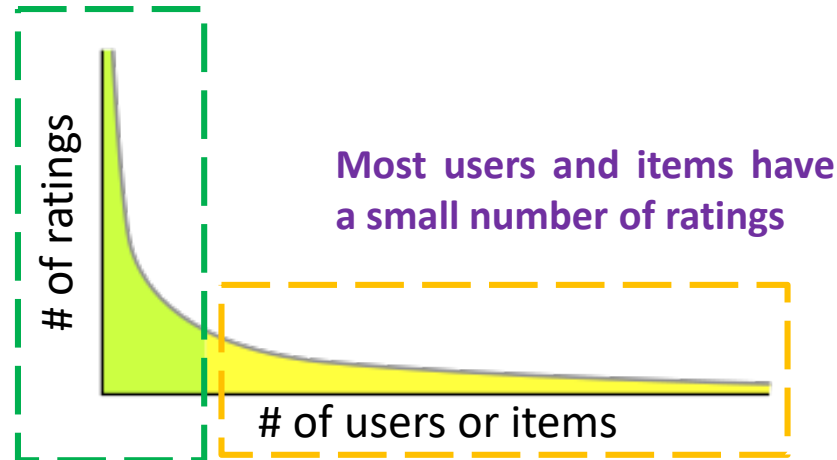 # of ratings
Most users and items have
a small number of ratings
# of users or items